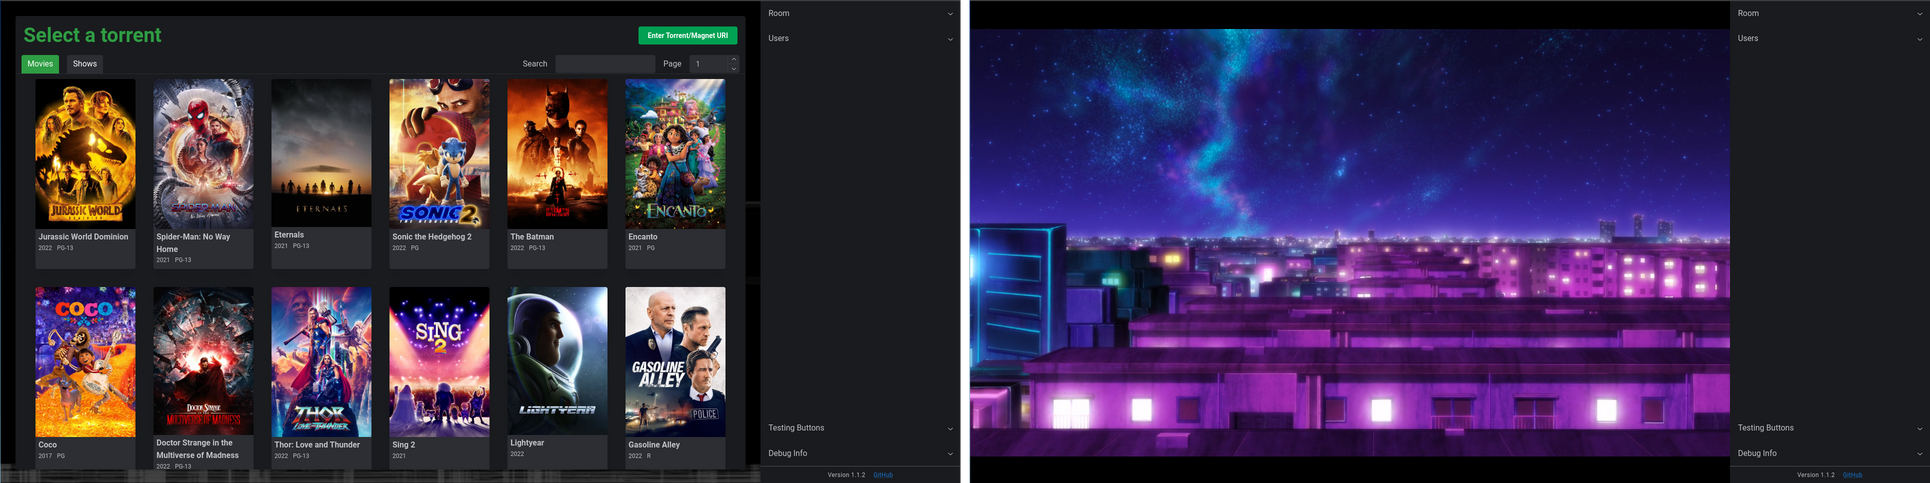 Select a torrent
Enter Torrent/Magnet URI
Movies
Shows
Search
Page
1
JURASSIC WORLD
Jurassic World Dominion
2022 PG-13
SPIDER-MAN
Spider-Man: No Way
Home
2021 PG-13
ETERNALS
Eternals
2021 PG-13
SONIC 2
Sonic the Hedgehog 2
2022 PG
The Batman
2022 PG-13
ENCANTO
Encanto
2021 PG
COCO
Coco
2017 PG
DOCTOR STRANGE
MULTIVERSE OF MADNESS
Doctor Strange in the
Multiverse of Madness
2022 PG-13
THOR
LOVE AND THUNDER
Thor: Love and Thunder
2022 PG-13
SING
2
Sing 2
2021
LIGHTYEAR
Lightyear
2022
GASOLINE
ALLEY
POLICE
Gasoline Alley
2022 R
Room
Users
Testing Buttons
Debug Info
Version 1.1.2 GitHub
Room
Users
Testing Buttons
Debug Info
Version 1.1.2 GitHub